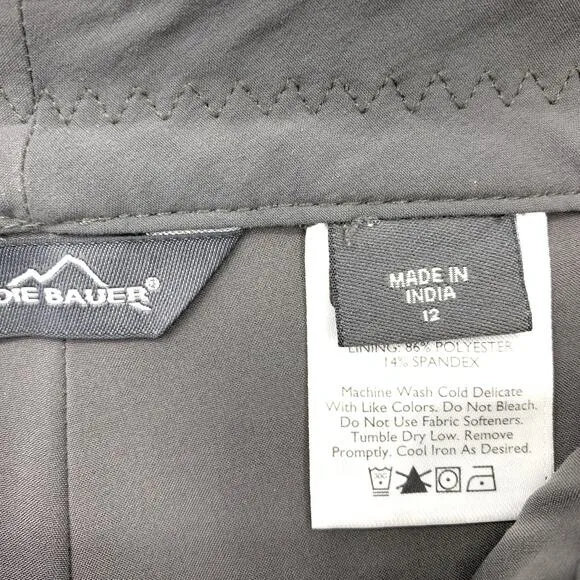 DIE BAUER®
MADE IN
INDIA
12
LINING: 86% POLYESTER
14% SPANDEX
Machine Wash Cold Delicate
With Like Colors. Do Not Bleach.
Do Not Use Fabric Softeners.
Tumble Dry Low. Remove
Promptly. Cool Iron As Desired.